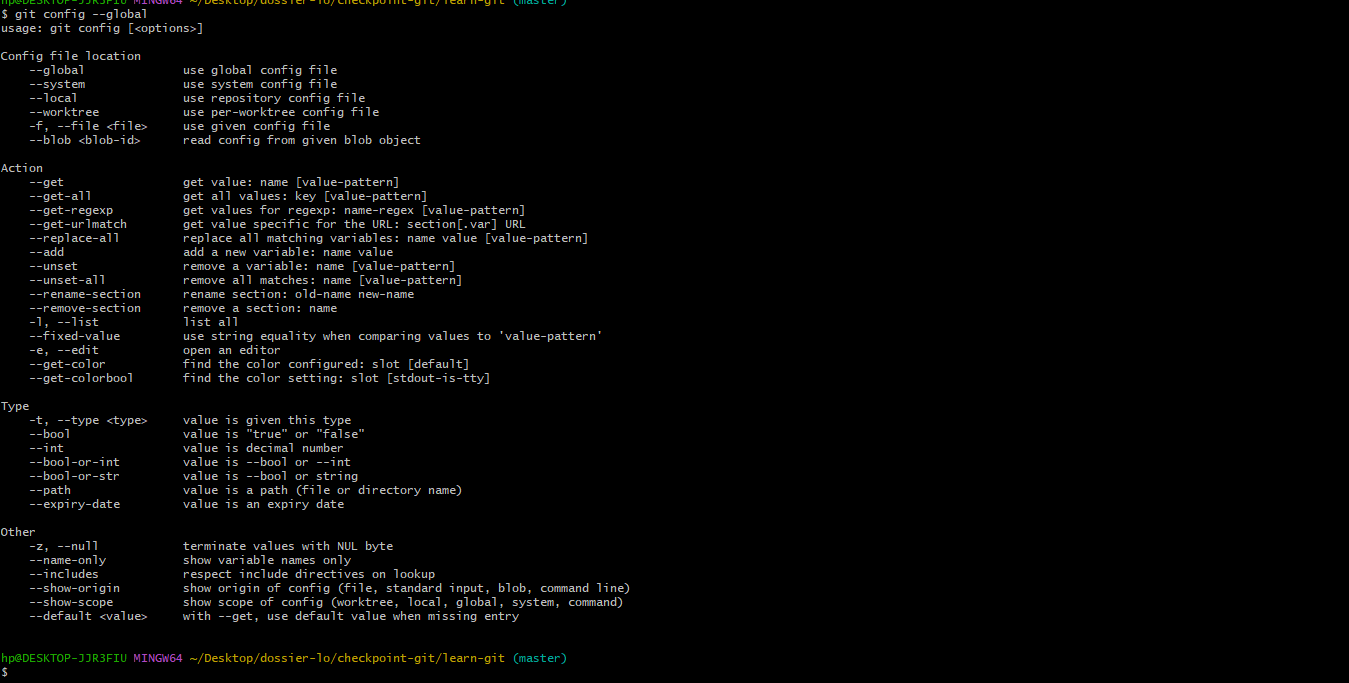 hp@DESKTOP-JJR3FIU MINGW64 ~/Desktop/dossier-lo/checkpoint-git/learn-git (master)
$ git config --global
usage: git config [<options>]

Config file location
    --global              use global config file
    --system              use system config file
    --local               use repository config file
    --worktree            use per-worktree config file
    -f, --file <file>     use given config file
    --blob <blob-id>      read config from given blob object

Action
    --get                 get value: name [value-pattern]
    --get-all             get all values: key [value-pattern]
    --get-regexp          get values for regexp: name-regex [value-pattern]
    --get-urlmatch        get value specific for the URL: section[.var] URL
    --replace-all         replace all matching variables: name value [value-pattern]
    --add                 add a new variable: name value
    --unset               remove a variable: name [value-pattern]
    --unset-all           remove all matches: name [value-pattern]
    --rename-section      rename section: old-name new-name
    --remove-section      remove a section: name
    -l, --list            list all
    --fixed-value         use string equality when comparing values to 'value-pattern'
    -e, --edit            open an editor
    --get-color           find the color configured: slot [default]
    --get-colorbool       find the color setting: slot [stdout-is-tty]

Type
    -t, --type <type>     value is given this type
    --bool                value is "true" or "false"
    --int                 value is decimal number
    --bool-or-int         value is --bool or --int
    --bool-or-str         value is --bool or string
    --path                value is a path (file or directory name)
    --expiry-date         value is an expiry date

Other
    -z, --null            terminate values with NUL byte
    --name-only           show variable names only
    --includes            respect include directives on lookup
    --show-origin         show origin of config (file, standard input, blob, command line)
    --show-scope          show scope of config (worktree, local, global, system, command)
    --default <value>     with --get, use default value when missing entry

hp@DESKTOP-JJR3FIU MINGW64 ~/Desktop/dossier-lo/checkpoint-git/learn-git (master)
$